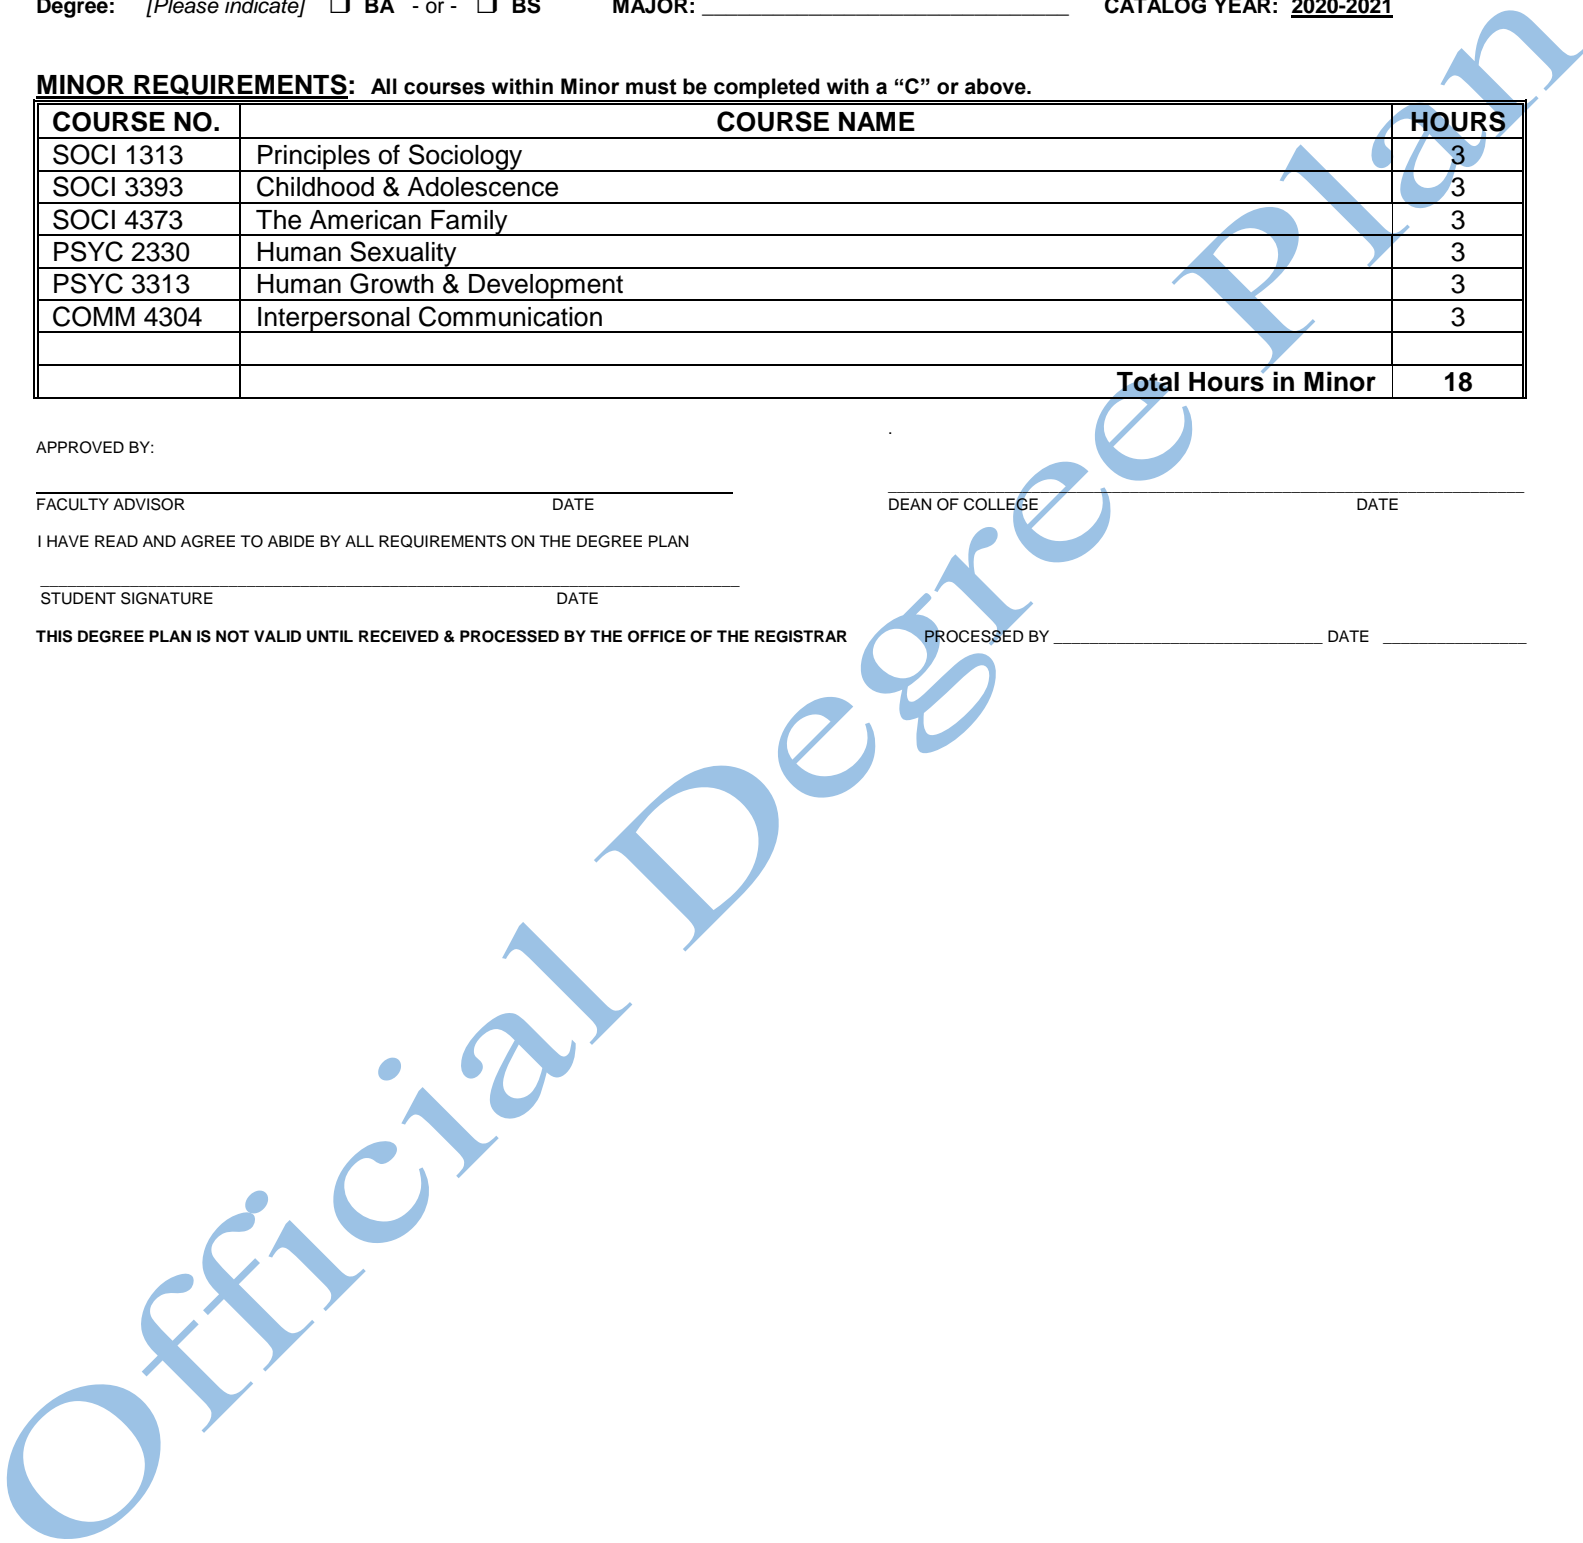 Degree: [Please indicate] ❒ BA - or - ❒ BS MAJOR: _________________________________ CATALOG YEAR: 2020-2021
MINOR REQUIREMENTS: All courses within Minor must be completed with a “C” or above.
COURSE NO. COURSE NAME HOURS
SOCI 1313 Principles of Sociology 3
SOCI 3393 Childhood & Adolescence 3
SOCI 4373 The American Family 3
PSYC 2330 Human Sexuality 3
PSYC 3313 Human Growth & Development 3
COMM 4304 Interpersonal Communication 3
Total Hours in Minor 18
.
APPROVED BY:
FACULTY ADVISOR DATE DEAN OF COLLEGE DATE
I HAVE READ AND AGREE TO ABIDE BY ALL REQUIREMENTS ON THE DEGREE PLAN
STUDENT SIGNATURE DATE
THIS DEGREE PLAN IS NOT VALID UNTIL RECEIVED & PROCESSED BY THE OFFICE OF THE REGISTRAR PROCESSED BY ______________________________ DATE ________________
Official Degree Plan